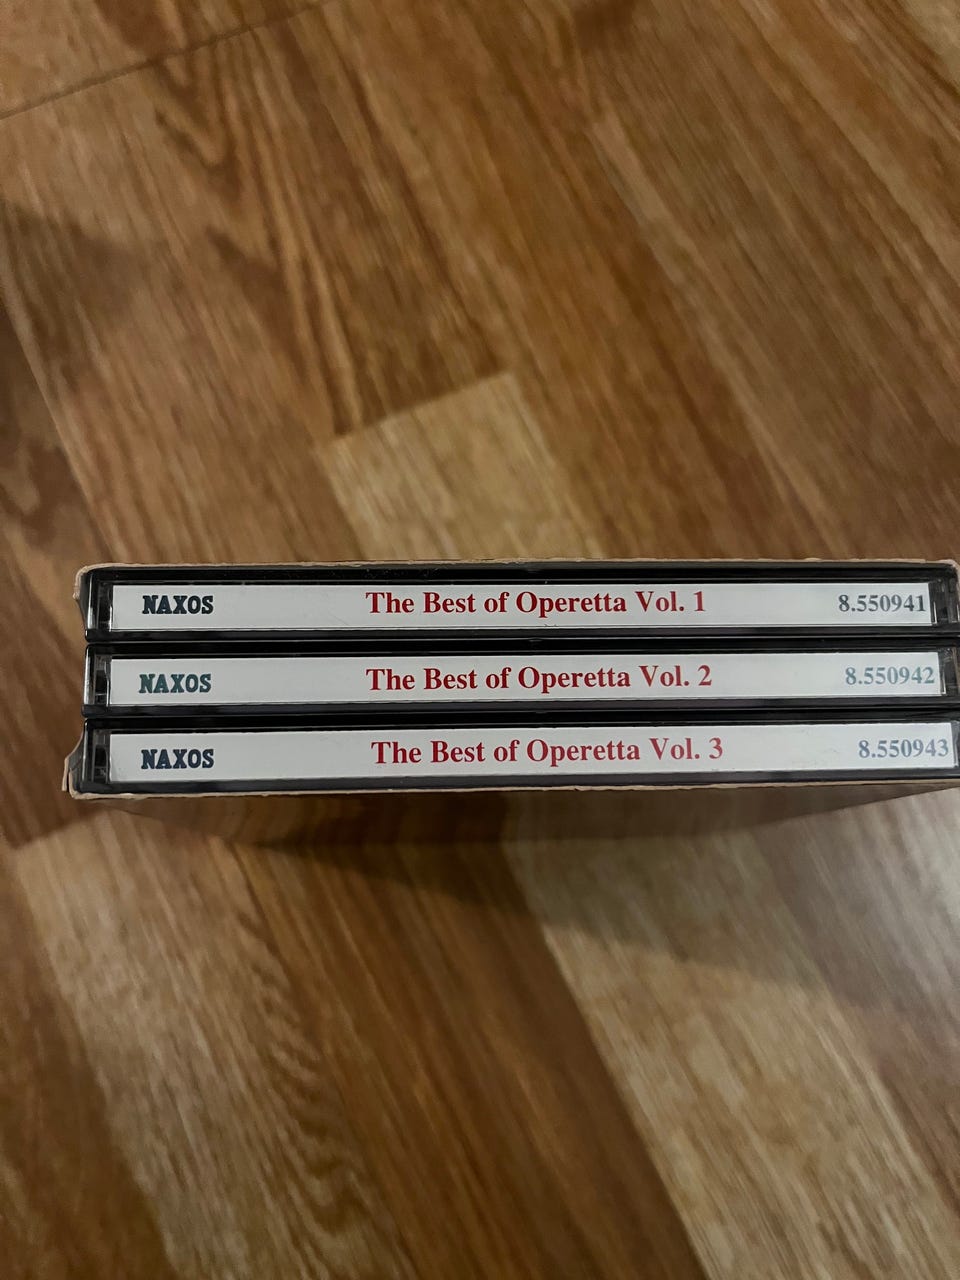 NAXOS The Best of Operetta Vol. 1 8.550941
NAXOS The Best of Operetta Vol. 2 8.550942
NAXOS The Best of Operetta Vol. 3 8.550943